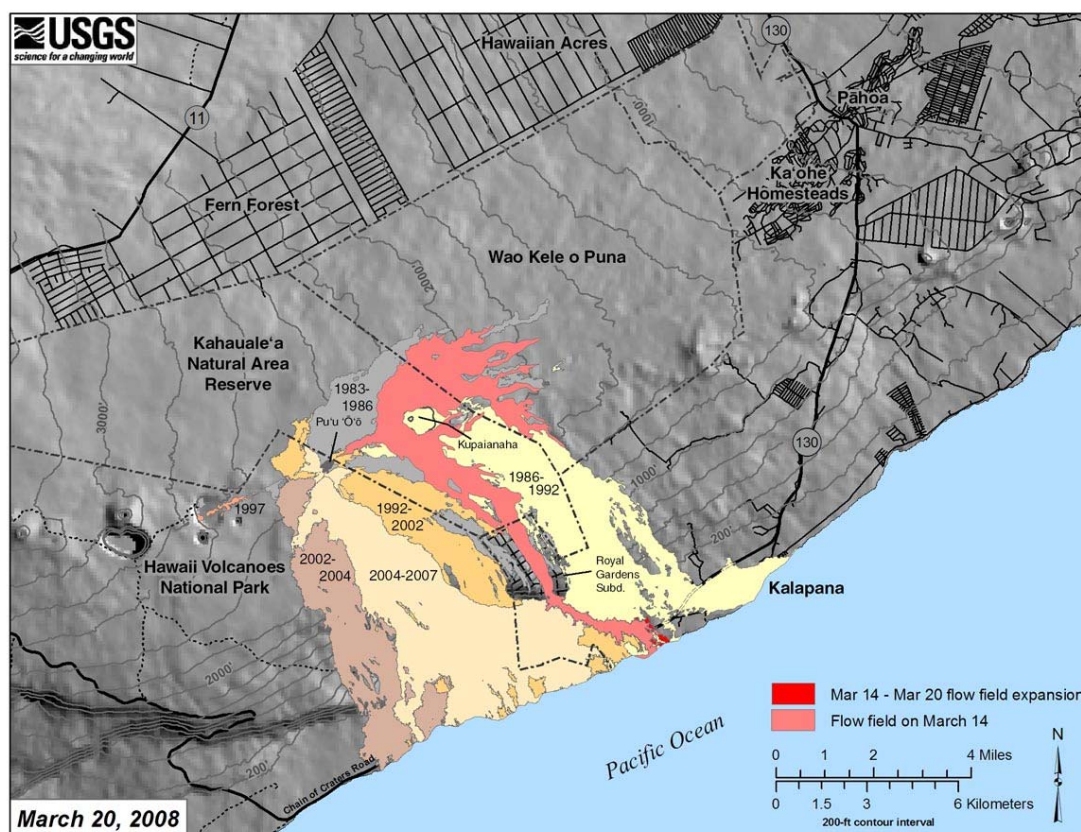 USGS
science for a changing world
Hawaiian Acres
130
Pāhoa
11
1000'
Ka‘ohe
Homesteads
Fern Forest
Wao Kele o Puna
2000'
Kahauale‘a
Natural Area
Reserve
3000'
1983-
1986
Pu‘u ‘Ō‘ō
Kupaianaha
130
1986-
1992
1000'
1997
1992-
2002
200'
Hawaii Volcanoes
National Park
2002-
2004
2004-2007
Royal
Gardens
Subd.
Kalapana
2000'
200'
Chain of Craters Road
Pacific Ocean
Mar 14 - Mar 20 flow field expansion
Flow field on March 14
N
0 1 2 4 Miles
0 1.5 3 6 Kilometers
200-ft contour interval
March 20, 2008